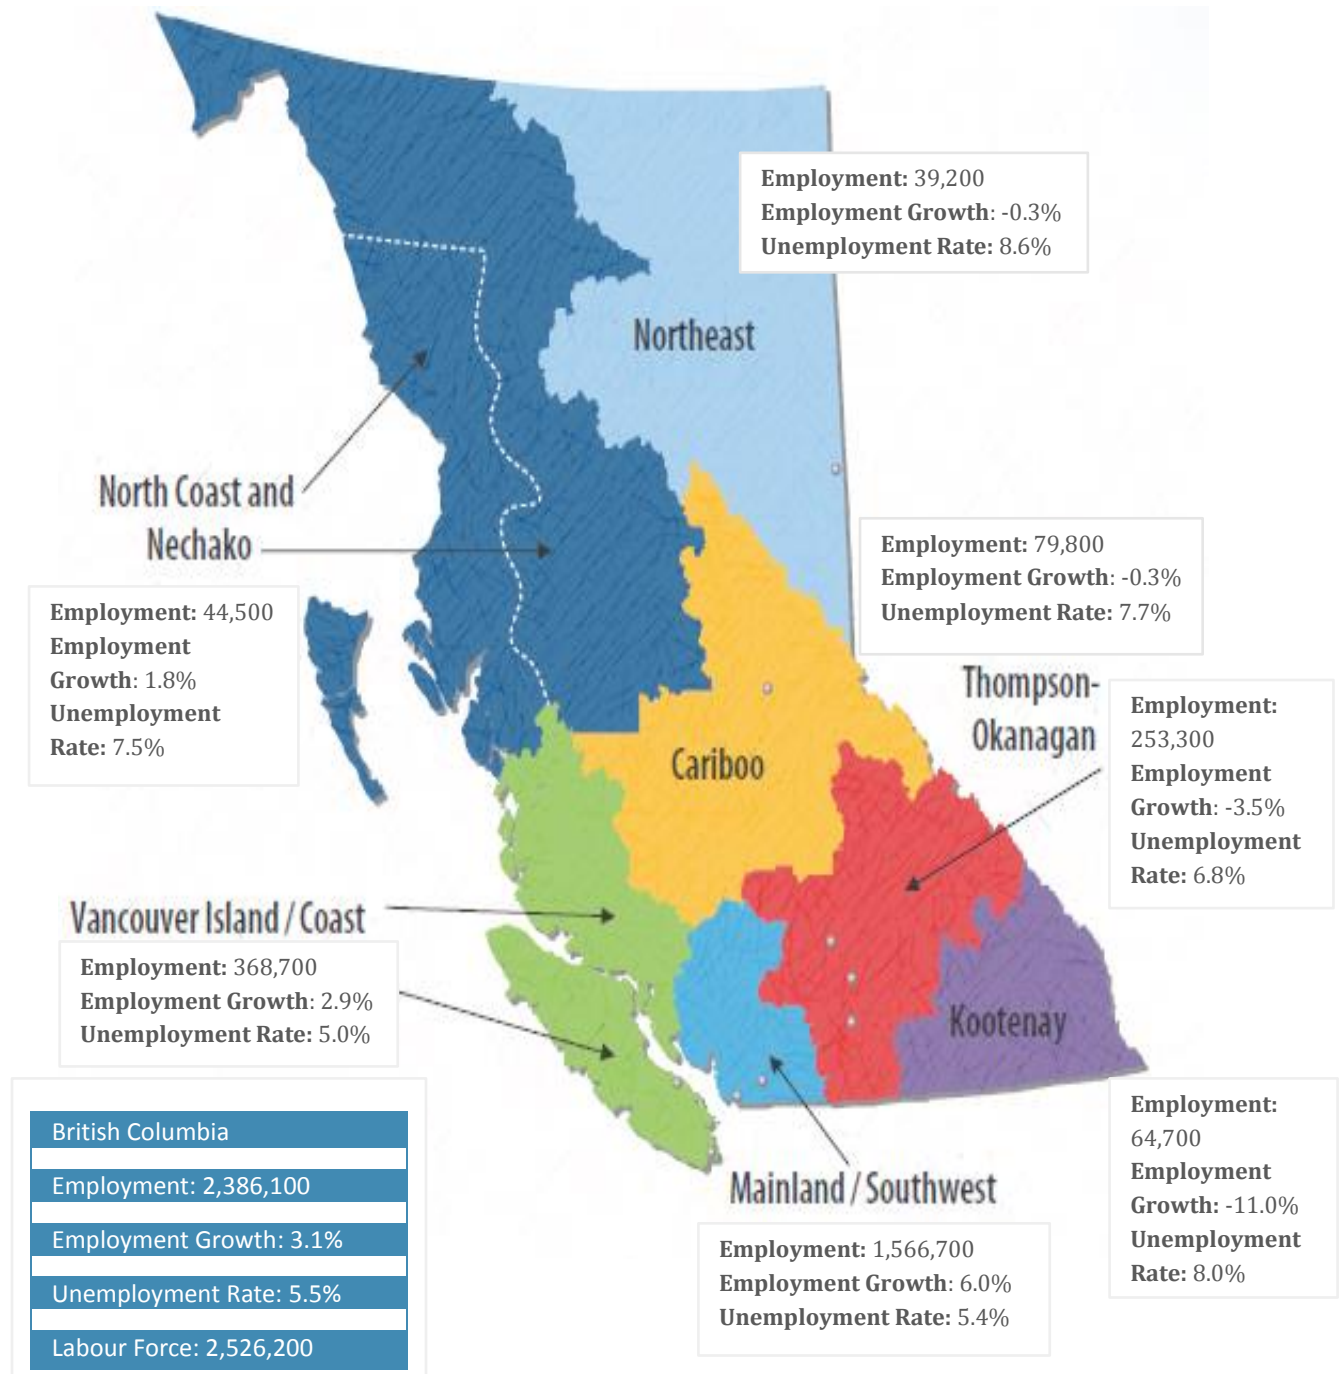 Employment: 39,200
Employment Growth: -0.3%
Unemployment Rate: 8.6%
Northeast
North Coast and
Nechako
Employment: 44,500
Employment
Growth: 1.8%
Unemployment
Rate: 7.5%
Employment: 79,800
Employment Growth: -0.3%
Unemployment Rate: 7.7%
Cariboo
Thompson-
Okanagan
Employment:
253,300
Employment
Growth: -3.5%
Unemployment
Rate: 6.8%
Vancouver Island / Coast
Employment: 368,700
Employment Growth: 2.9%
Unemployment Rate: 5.0%
Kootenay
Employment:
64,700
Employment
Growth: -11.0%
Unemployment
Rate: 8.0%
Mainland / Southwest
Employment: 1,566,700
Employment Growth: 6.0%
Unemployment Rate: 5.4%
British Columbia
Employment: 2,386,100
Employment Growth: 3.1%
Unemployment Rate: 5.5%
Labour Force: 2,526,200